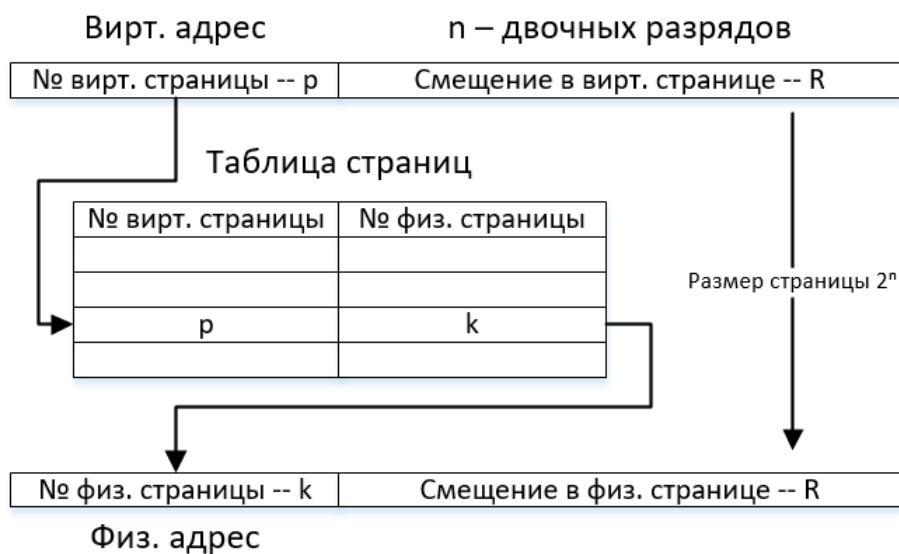 Вирт. адрес
n – двочных разрядов
№ вирт. страницы -- p
Смещение в вирт. странице -- R
Таблица страниц
№ вирт. страницы
№ физ. страницы
Размер страницы 2ⁿ
p
k
№ физ. страницы -- k
Смещение в физ. странице -- R
Физ. адрес